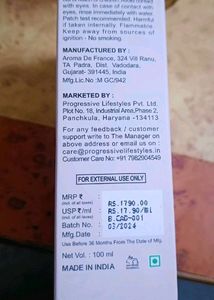 with eyes. In case of contact with
eyes, rinse immediately with water.
Patch test recommended. Harmful
if taken internally. Flammable
Keep away from sources of
ignition - No smoking.
MANUFACTURED BY :
Aroma De France, 324 Vill Ranu,
TA Padra, Dist. Vadodara,
Gujarat-391445, India
Mfg.Lic.No :M GC/942
MARKETED BY :
Progressive Lifestyles Pvt. Ltd.
Plot No. 18, Industrial Area,Phase 2,
Panchkula, Haryana - 134113
For any feedback / customer
support write to The Manager on
above address or email us on :
care@progressivelifestyles.in
Customer Care No: +91 7982904549
FOR EXTERNAL USE ONLY
MRP ₹ : RS.1790.00
(incl. of all taxes)
USP ₹/ml : RS.17.90/Ml
(incl. of all taxes)
Batch No. : B.CAD-001
Mfg.Date : 03/2024
Use Before 36 Months From The Date of Mfg.
Net Vol. : 100 ml
MADE IN INDIA